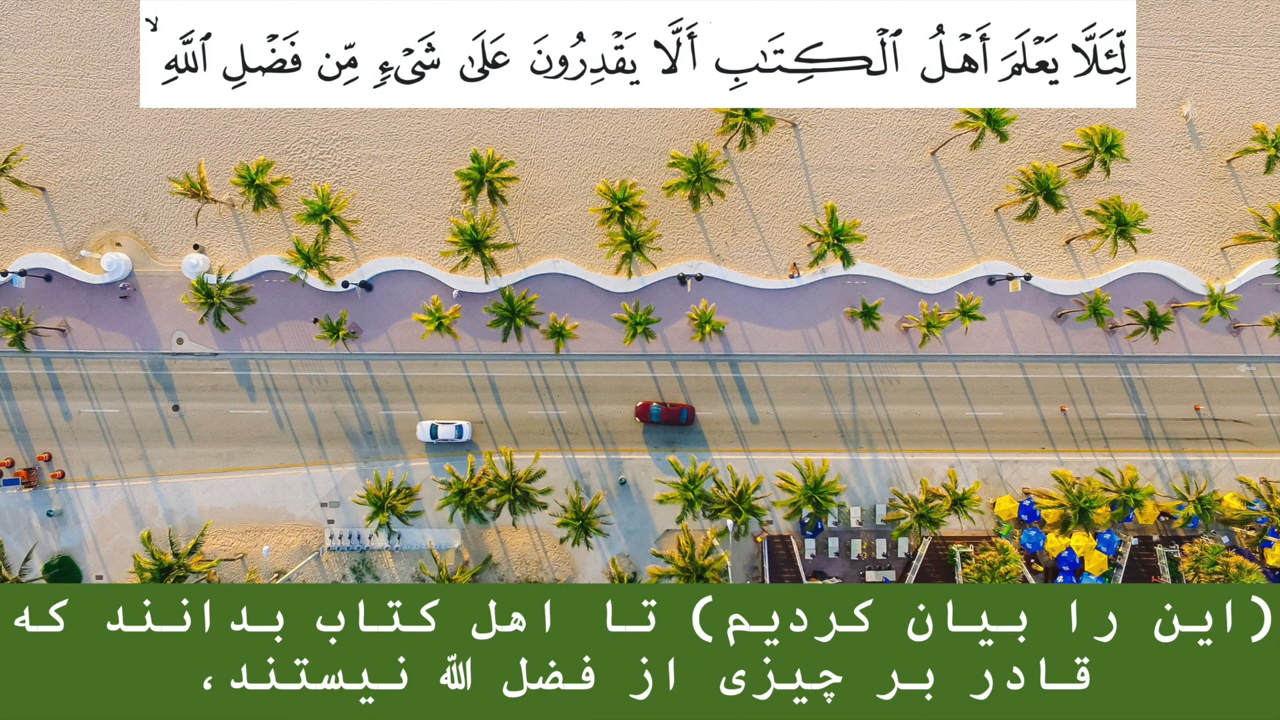 لِّئَلَّا يَعْلَمَ أَهْلُ ٱلْكِتَٰبِ أَلَّا يَقْدِرُونَ عَلَىٰ شَىْءٍ مِّن فَضْلِ ٱللَّهِ ۙ
(این را بیان کردیم) تا اهل کتاب بدانند که
قادر بر چیزی از فضل الله نیستند،